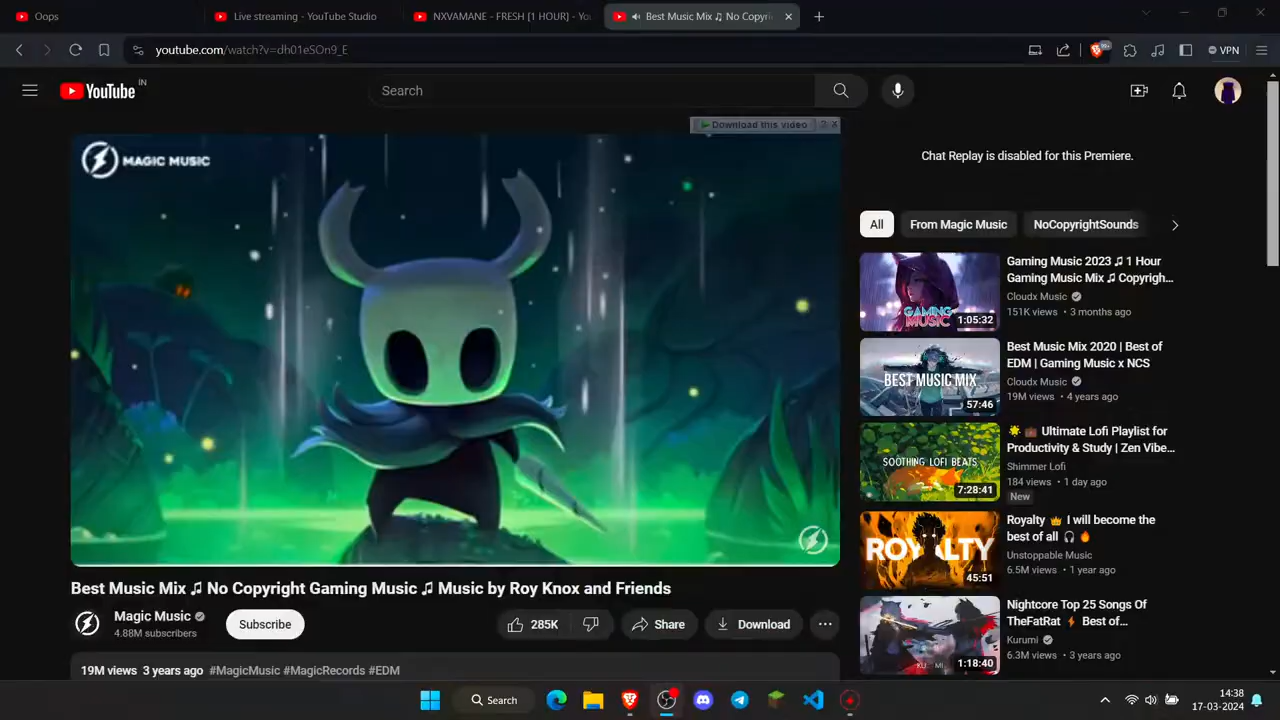 Oops
Live streaming - YouTube Studio
NXVAMANE - FRESH [1 HOUR] - Yo
Best Music Mix ♫ No Copyri
youtube.com/watch?v=dh01eSOn9_E
99+
VPN
YouTube IN
Search
Download this video ? X
Chat Replay is disabled for this Premiere.
MAGIC MUSIC
All
From Magic Music
NoCopyrightSounds
Gaming Music 2023 ♫ 1 Hour
Gaming Music Mix ♫ Copyrigh...
Cloudx Music
151K views • 3 months ago
GAMING
MUSIC
1:05:32
Best Music Mix 2020 | Best of
EDM | Gaming Music x NCS
Cloudx Music
19M views • 4 years ago
BEST MUSIC MIX
57:46
🌟 💼 Ultimate Lofi Playlist for
Productivity & Study | Zen Vibe...
Shimmer Lofi
184 views • 1 day ago
New
SOOTHING LOFI BEATS
7:28:41
Royalty 👑 I will become the
best of all 🎧 🔥
Unstoppable Music
6.5M views • 1 year ago
ROYALTY
45:51
Nightcore Top 25 Songs Of
TheFatRat ⚡ Best of...
Kurumi
6.3M views • 3 years ago
1:18:40
Best Music Mix ♫ No Copyright Gaming Music ♫ Music by Roy Knox and Friends
Magic Music
4.88M subscribers
Subscribe
285K
Share
Download
19M views 3 years ago #MagicMusic #MagicRecords #EDM
Search
14:38
17-03-2024